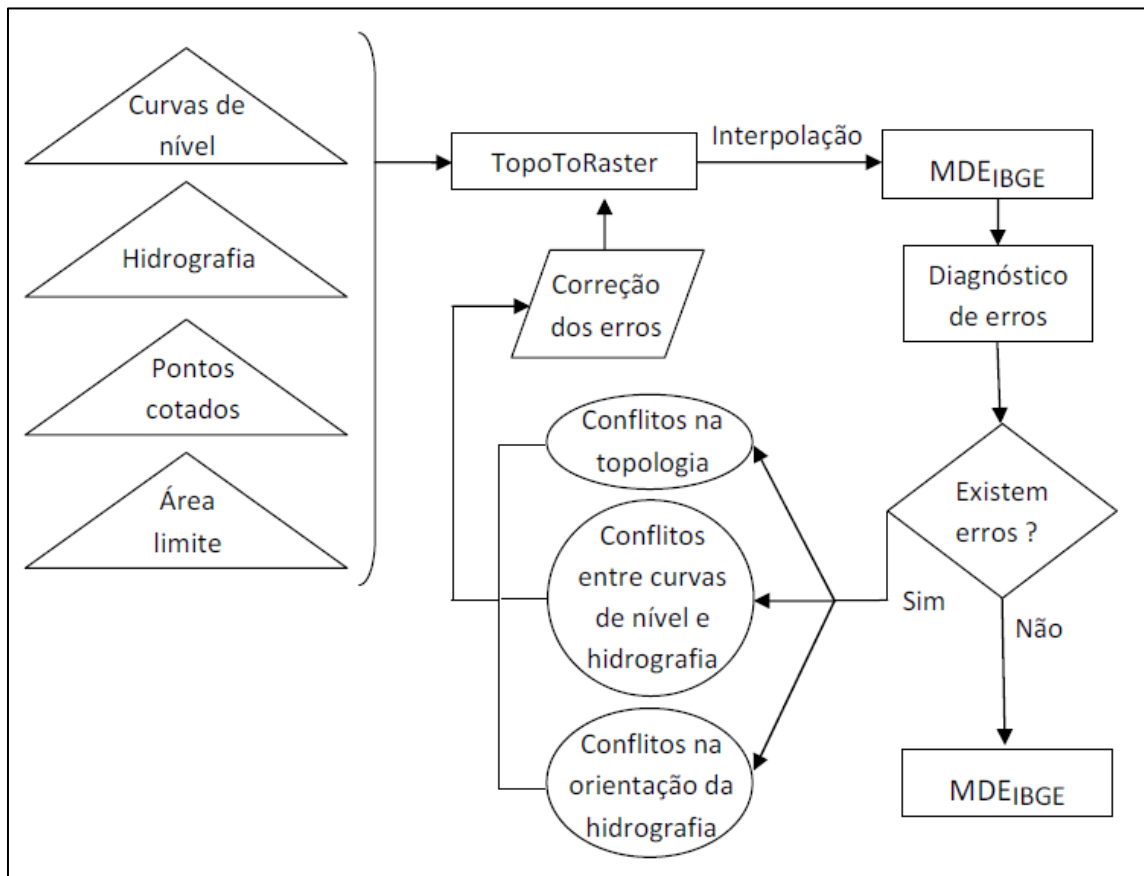 Curvas de
nível
Hidrografia
Pontos
cotados
Área
limite
TopoToRaster
Interpolação
MDEIBGE
Correção
dos erros
Diagnóstico
de erros
Conflitos na
topologia
Conflitos
entre curvas
de nível e
hidrografia
Conflitos na
orientação da
hidrografia
Existem
erros ?
Sim
Não
MDEIBGE